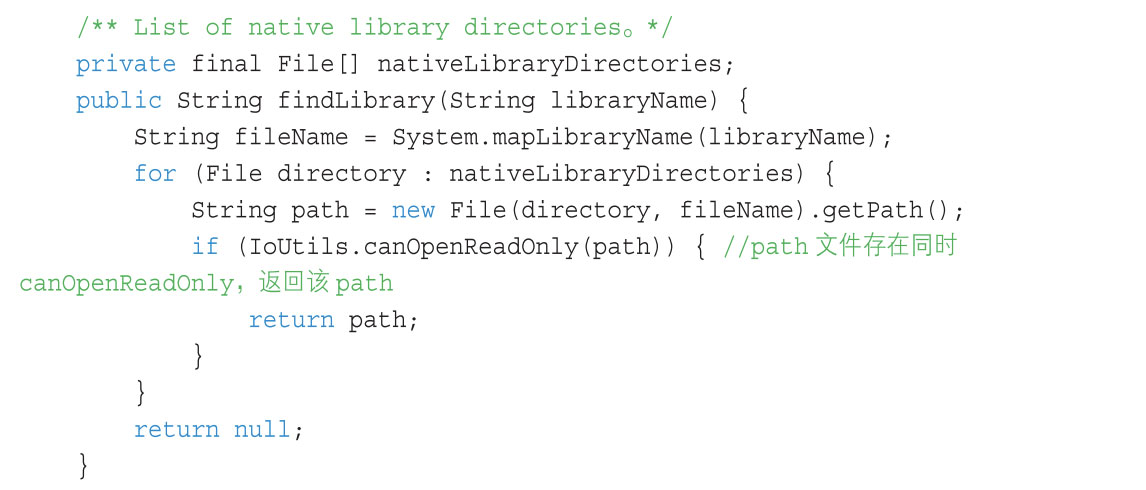 /** List of native library directories。*/
private final File[] nativeLibraryDirectories;
public String findLibrary(String libraryName) {
String fileName = System.mapLibraryName(libraryName);
for (File directory : nativeLibraryDirectories) {
String path = new File(directory, fileName).getPath();
if (IoUtils.canOpenReadOnly(path)) { //path 文件存在同时
canOpenReadOnly，返回该 path
return path;
}
}
return null;
}